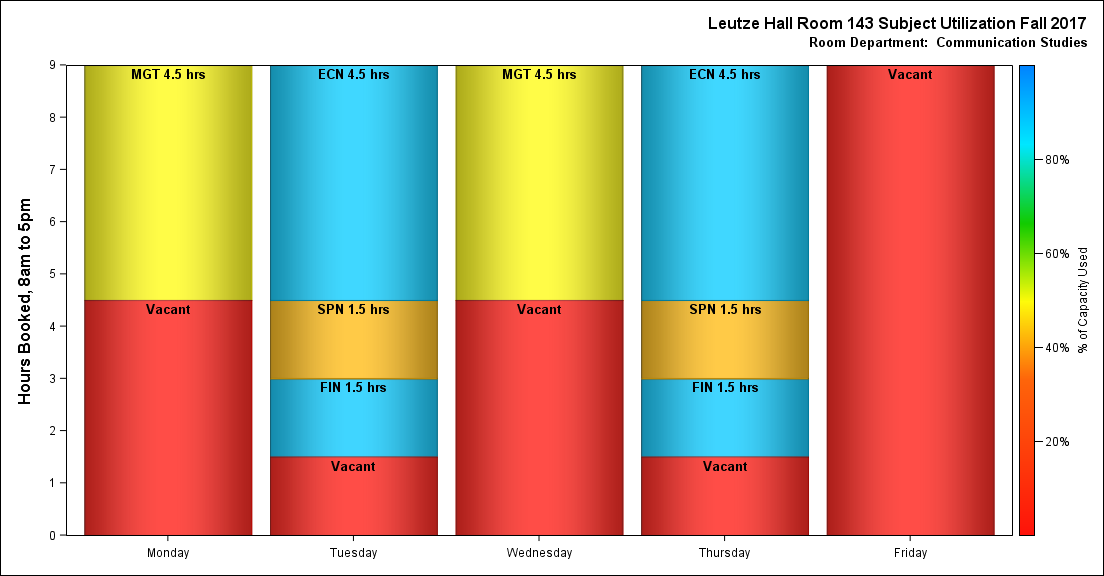 Leutze Hall Room 143 Subject Utilization Fall 2017
Room Department:  Communication Studies
Hours Booked, 8am to 5pm
9
8
7
6
5
4
3
2
1
0
MGT 4.5 hrs
Vacant
Monday
ECN 4.5 hrs
SPN 1.5 hrs
FIN 1.5 hrs
Vacant
Tuesday
MGT 4.5 hrs
Vacant
Wednesday
ECN 4.5 hrs
SPN 1.5 hrs
FIN 1.5 hrs
Vacant
Thursday
Vacant
Friday
80%
60%
40%
20%
% of Capacity Used